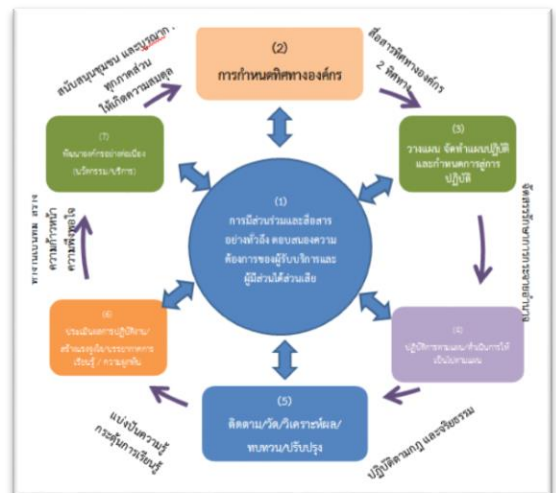 (2)
การกำหนดทิศทางองค์กร
สนับสนุนชุมชน และบูรณาการ
ทุกภาคส่วน
ให้เกิดความสมดุล
สื่อสารทิศทางองค์กร
2 ทิศทาง
(3)
วางแผน จัดทำแผนปฏิบัติ
และกำหนดการสู่การ
ปฏิบัติ
(7)
พัฒนาองค์กรอย่างต่อเนื่อง
(นวัตกรรม/บริการ)
(1)
การมีส่วนร่วมและสื่อสาร
อย่างทั่วถึง ตอบสนองความ
ต้องการของผู้รับบริการและ
ผู้มีส่วนได้ส่วนเสีย
ความก้าวหน้า
ความพึงพอใจ
(4)
ปฏิบัติการตามแผน/ดำเนินการให้
เป็นไปตามแผน
(6)
ประเมินผลการปฏิบัติงาน/
สร้างแรงจูงใจ/บรรยากาศการ
เรียนรู้ / ความผูกพัน
(5)
ติดตาม/วัด/วิเคราะห์ผล/
ทบทวน/ปรับปรุง
แบ่งปันความรู้
กระตุ้นการเรียนรู้
ปฏิบัติตามกฎ และจริยธรรม